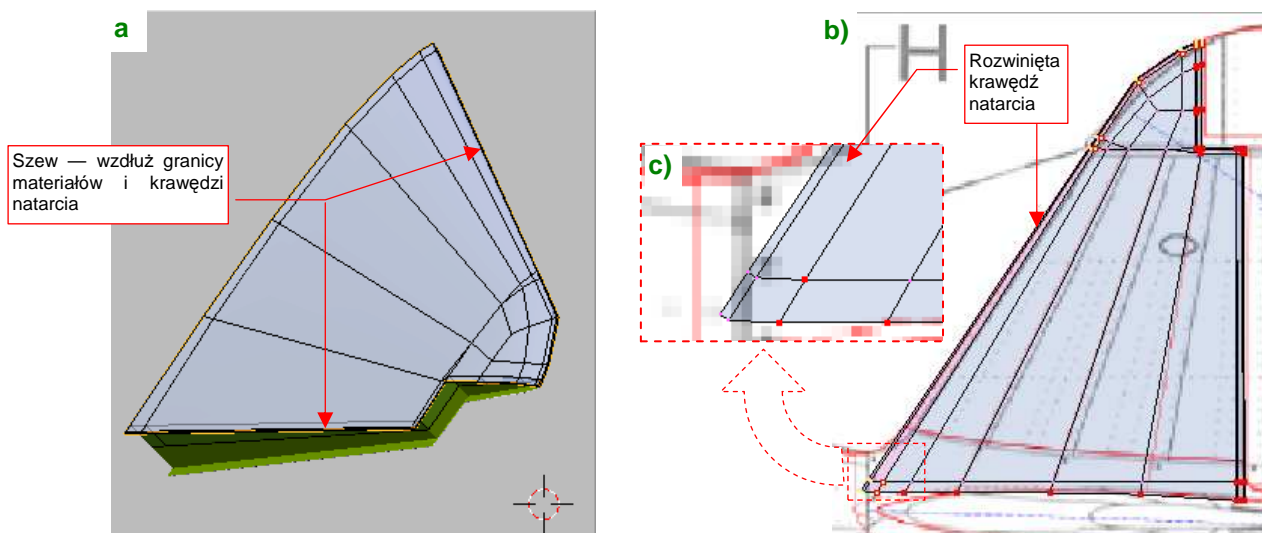 a
Szew — wzdłuż granicy
materiałów i krawędzi
natarcia
b)
H
Rozwinięta
krawędź
natarcia
c)